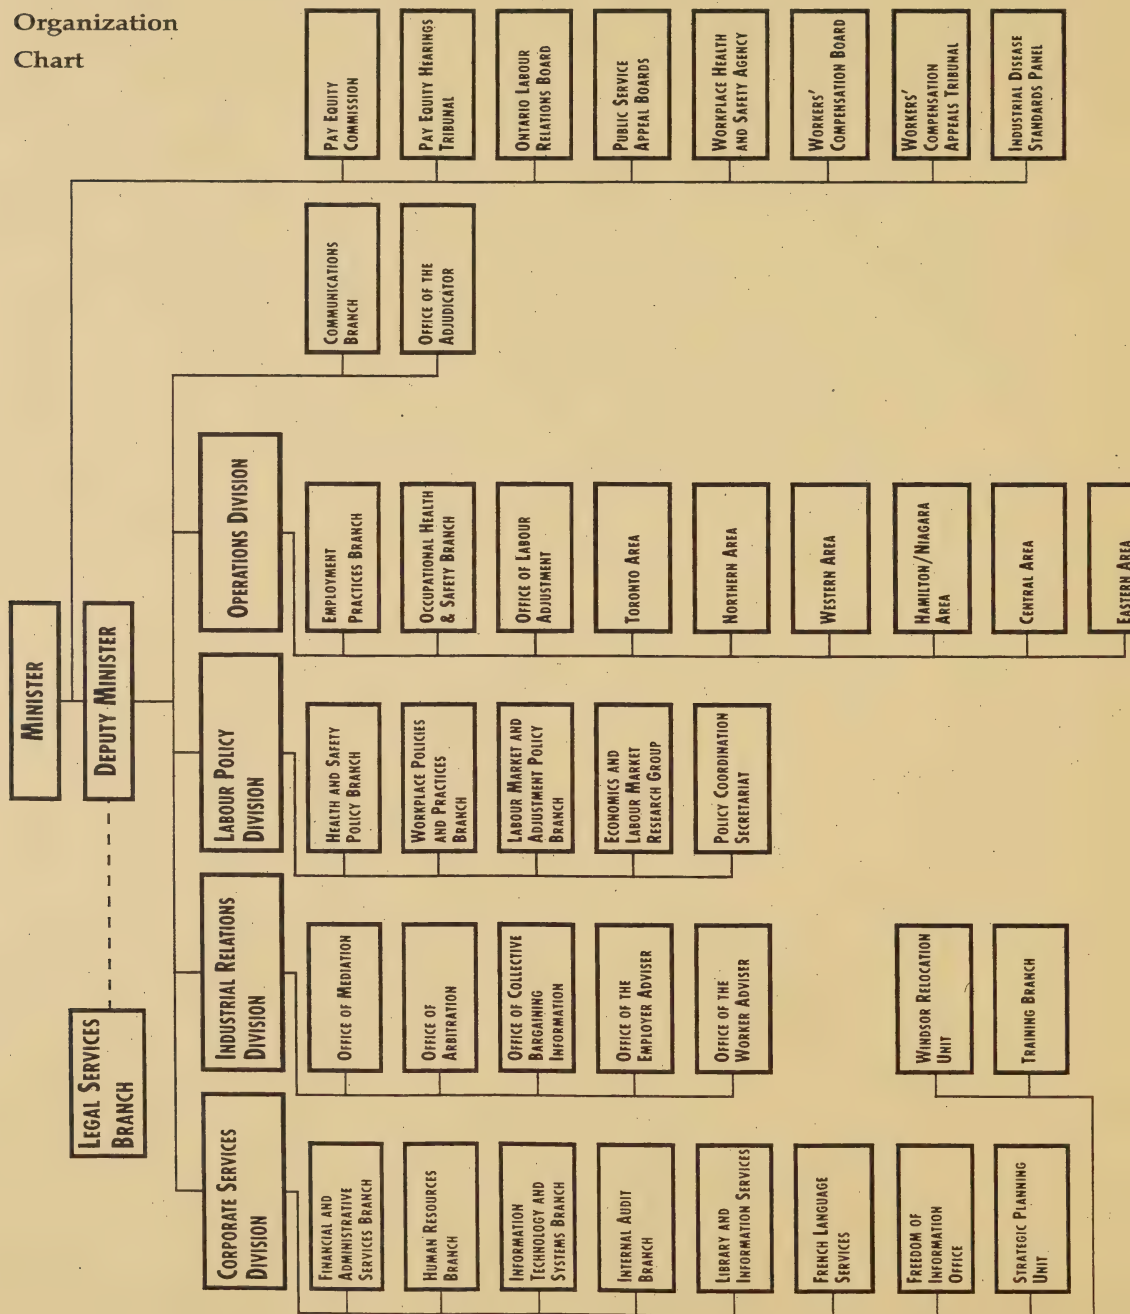 Organization
Chart
MINISTER
DEPUTY MINISTER
LEGAL SERVICES
BRANCH
CORPORATE SERVICES
DIVISION
FINANCIAL AND
ADMINISTRATIVE
SERVICES BRANCH
HUMAN RESOURCES
BRANCH
INFORMATION
TECHNOLOGY AND
SYSTEMS BRANCH
INTERNAL AUDIT
BRANCH
LIBRARY AND
INFORMATION SERVICES
FRENCH LANGUAGE
SERVICES
FREEDOM OF
INFORMATION
OFFICE
STRATEGIC PLANNING
UNIT
WINDSOR RELOCATION
UNIT
TRAINING BRANCH
INDUSTRIAL RELATIONS
DIVISION
OFFICE OF MEDIATION
OFFICE OF
ARBITRATION
OFFICE OF COLLECTIVE
BARGAINING
INFORMATION
OFFICE OF THE
EMPLOYER ADVISER
OFFICE OF THE
WORKER ADVISER
LABOUR POLICY
DIVISION
HEALTH AND SAFETY
POLICY BRANCH
WORKPLACE POLICIES
AND PRACTICES
BRANCH
LABOUR MARKET AND
ADJUSTMENT POLICY
BRANCH
ECONOMICS AND
LABOUR MARKET
RESEARCH GROUP
POLICY COORDINATION
SECRETARIAT
OPERATIONS DIVISION
EMPLOYMENT
PRACTICES BRANCH
OCCUPATIONAL HEALTH
& SAFETY BRANCH
OFFICE OF LABOUR
ADJUSTMENT
TORONTO AREA
NORTHERN AREA
WESTERN AREA
HAMILTON/NIAGARA
AREA
CENTRAL AREA
EASTERN AREA
COMMUNICATIONS
BRANCH
OFFICE OF THE
ADJUDICATOR
PAY EQUITY
COMMISSION
PAY EQUITY HEARINGS
TRIBUNAL
ONTARIO LABOUR
RELATIONS BOARD
PUBLIC SERVICE
APPEAL BOARDS
WORKPLACE HEALTH
AND SAFETY AGENCY
WORKERS'
COMPENSATION BOARD
WORKERS'
COMPENSATION
APPEALS TRIBUNAL
INDUSTRIAL DISEASE
STANDARDS PANEL